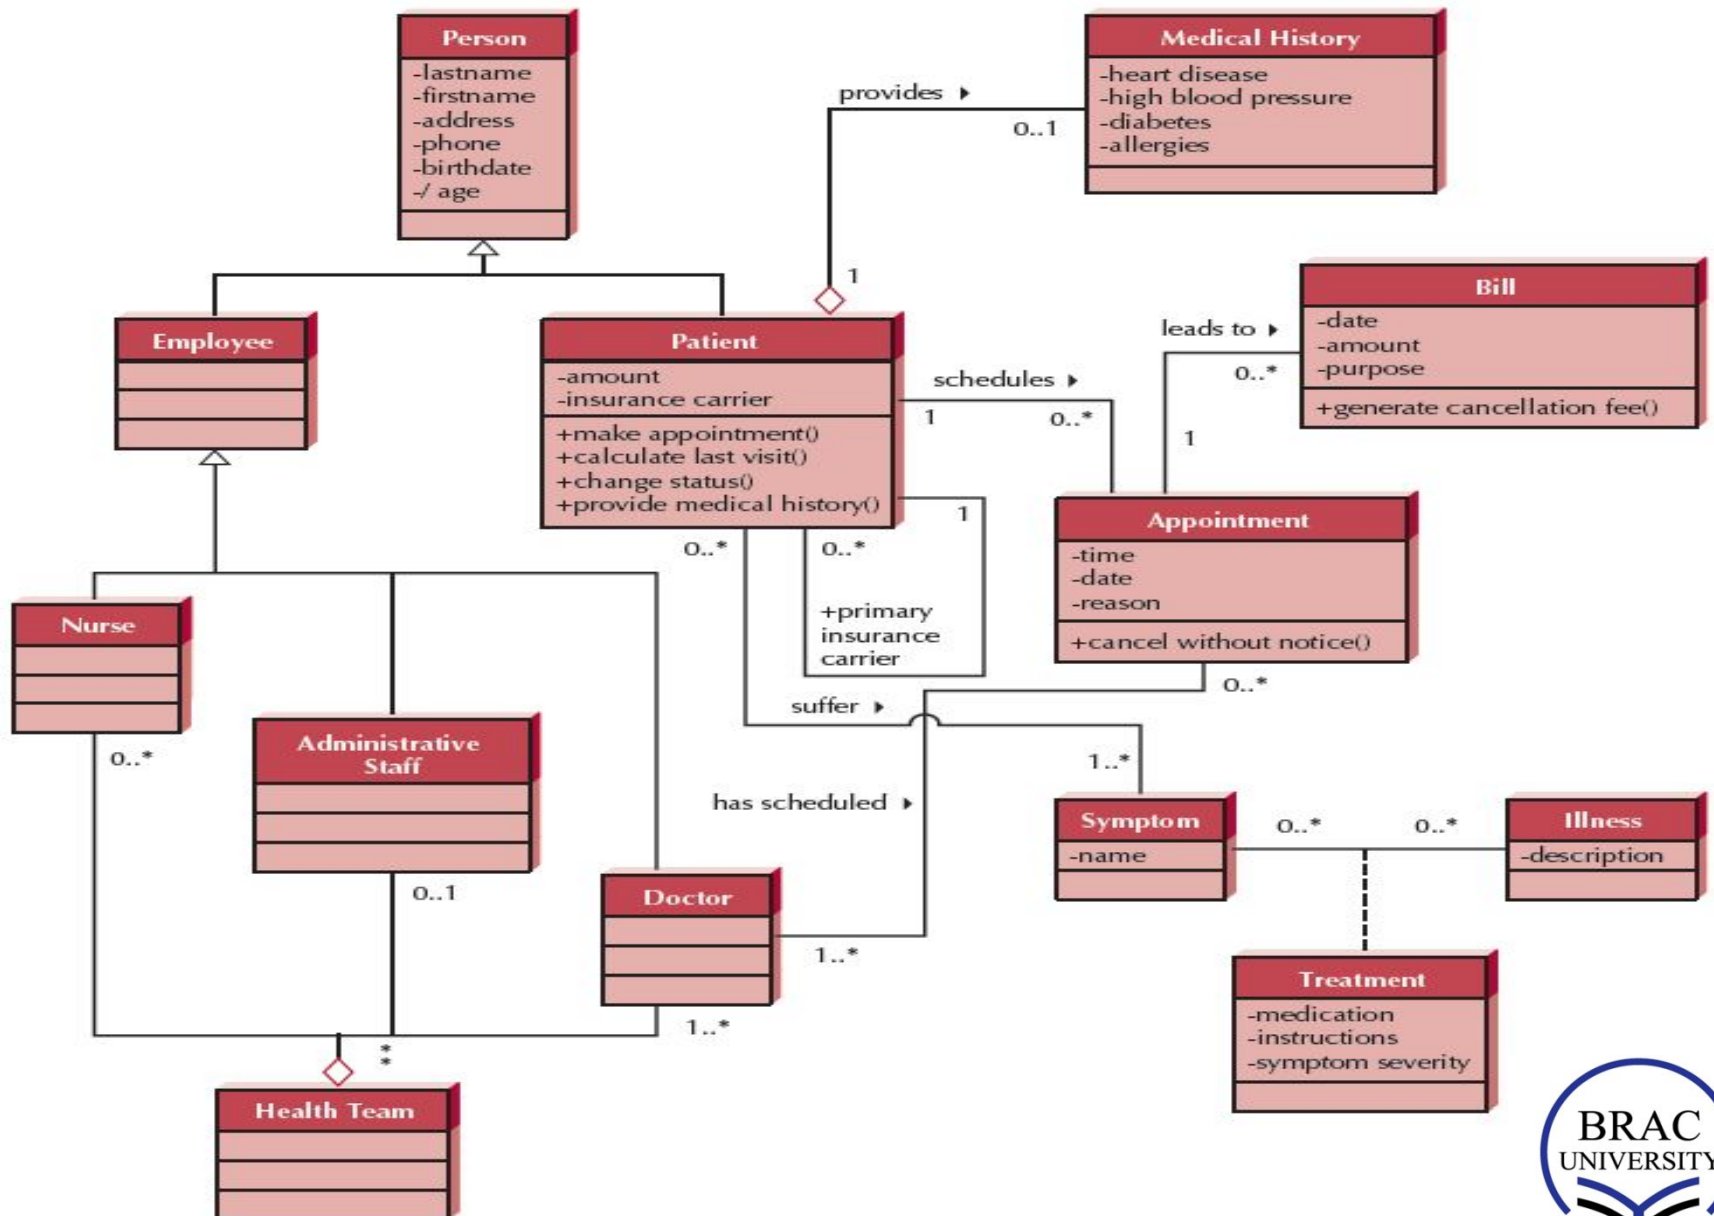 Person
-lastname
-firstname
-address
-phone
-birthdate
-/ age
Medical History
-heart disease
-high blood pressure
-diabetes
-allergies
provides ▸
0..1
1
Employee
Patient
-amount
-insurance carrier
+make appointment()
+calculate last visit()
+change status()
+provide medical history()
schedules ▸
1
0..*
leads to ▸
0..*
1
Bill
-date
-amount
-purpose
+generate cancellation fee()
Appointment
-time
-date
-reason
+cancel without notice()
0..*
0..*
0..*
1
+primary
insurance
carrier
suffer ▸
1..*
has scheduled ▸
1..*
Nurse
0..*
Administrative
Staff
0..1
Doctor
1..*
Symptom
-name
0..*
0..*
Illness
-description
Treatment
-medication
-instructions
-symptom severity
*
*
Health Team
BRAC
UNIVERSITY